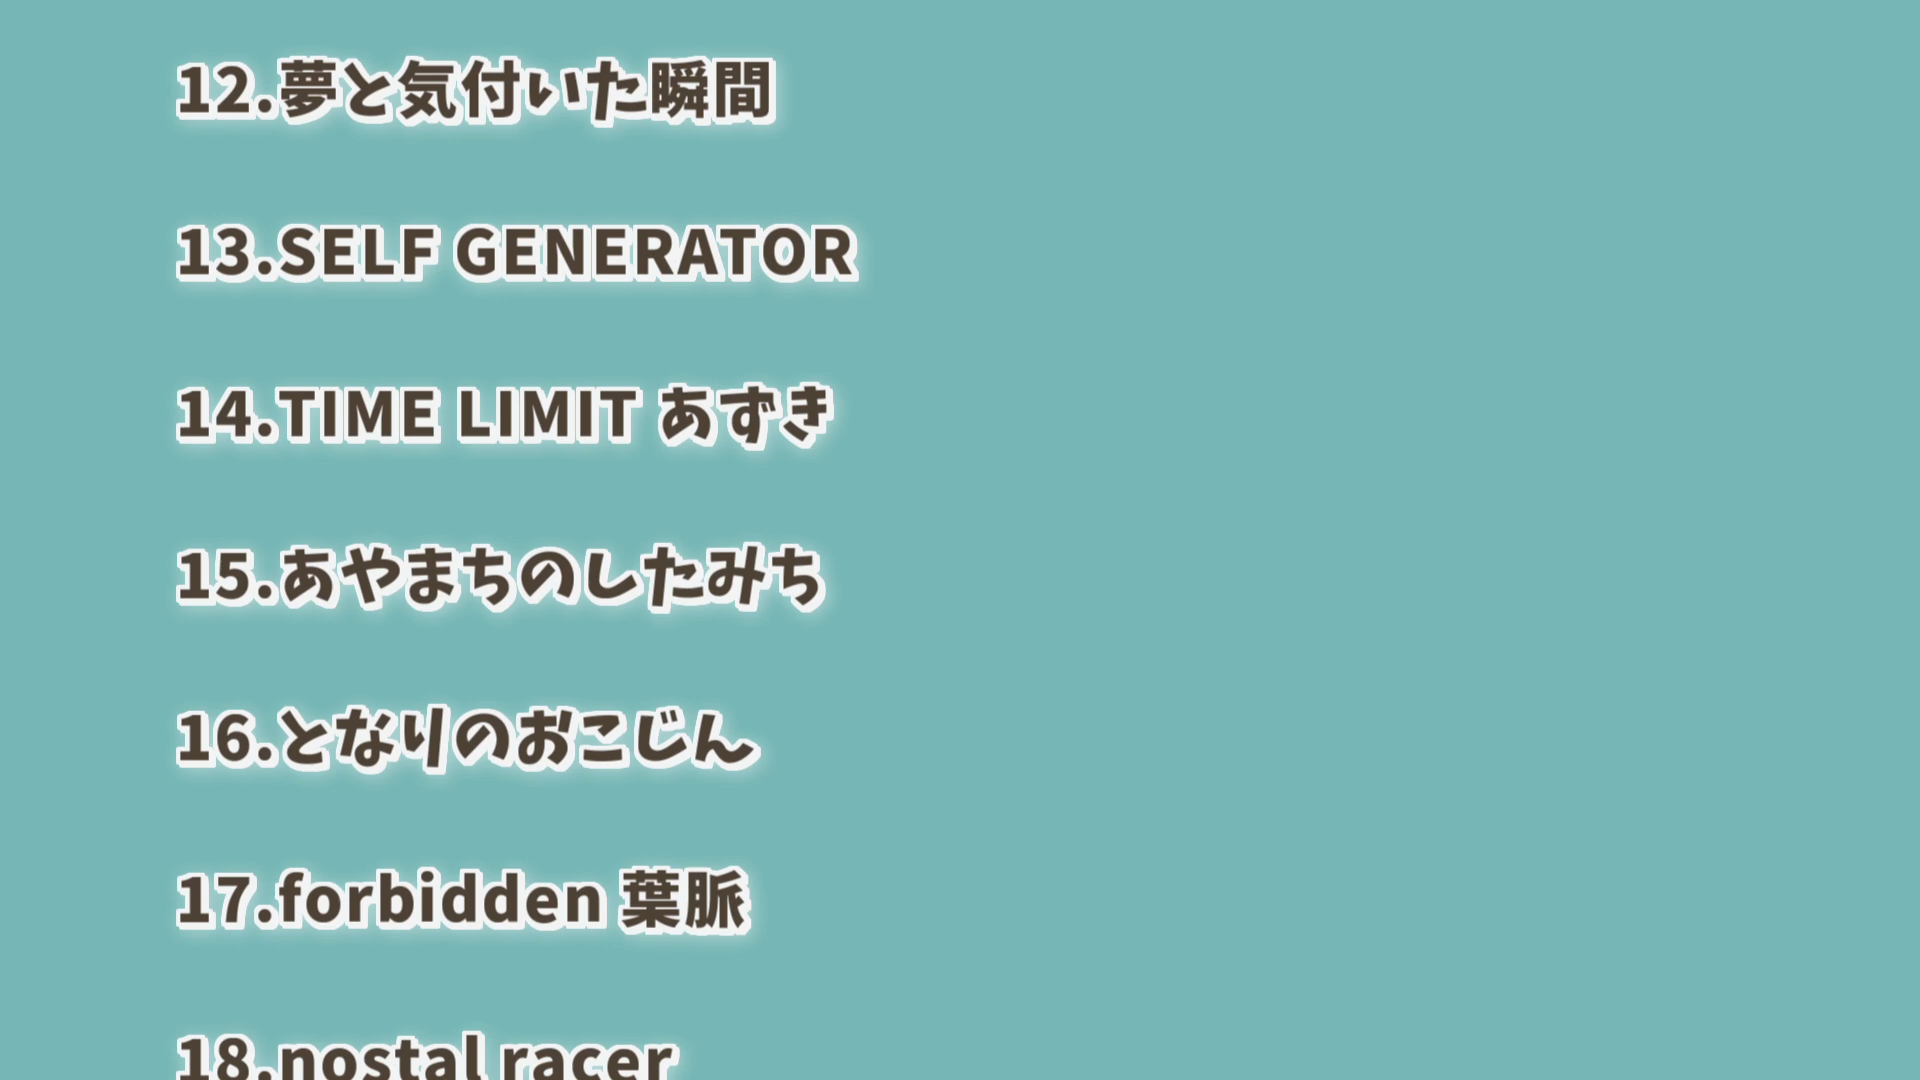 12.夢と気付いた瞬間
13.SELF GENERATOR
14.TIME LIMIT あずき
15.あやまちのしたみち
16.となりのおこじん
17.forbidden 葉脈
18.nostal racer